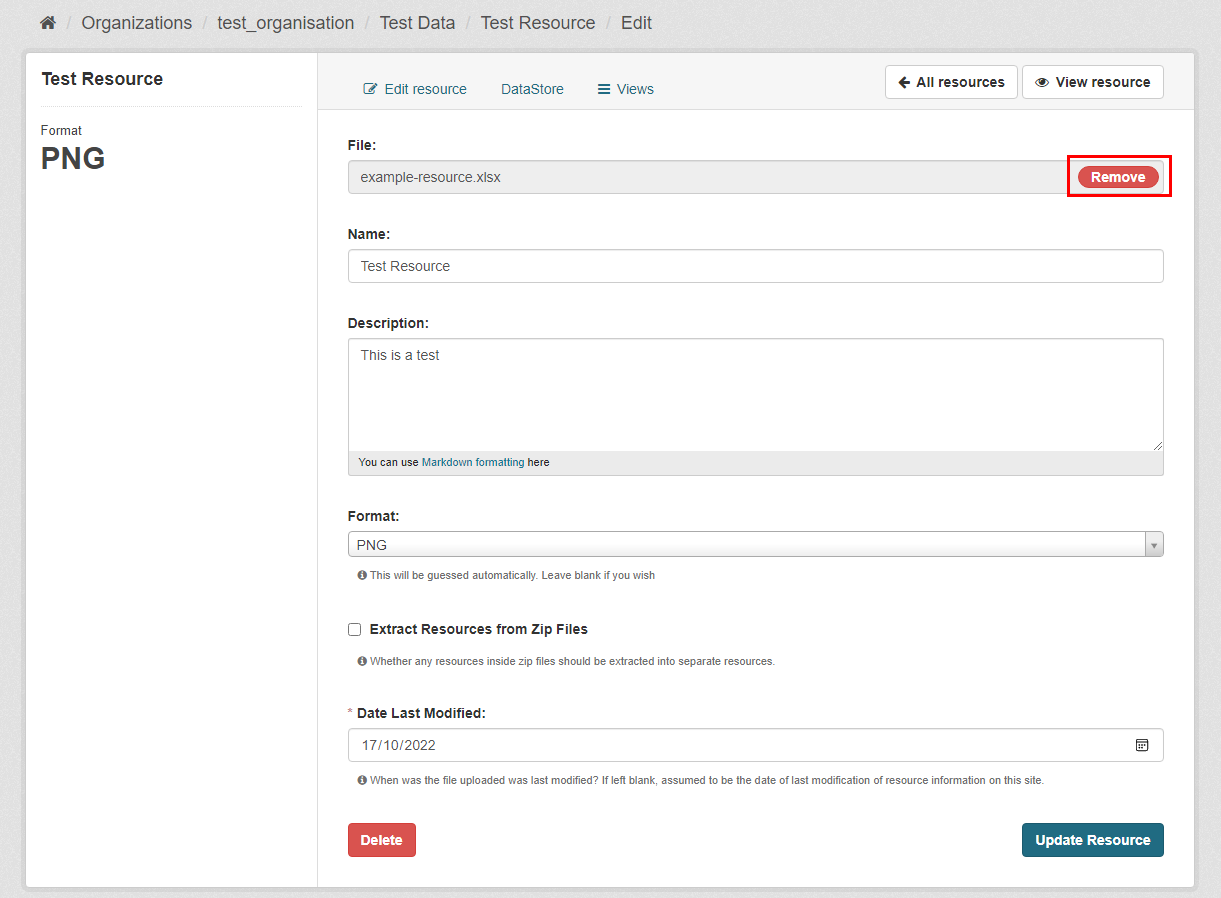 / Organizations / test_organisation / Test Data / Test Resource / Edit
Test Resource
Format
PNG
Edit resource DataStore Views
All resources View resource
File:
example-resource.xlsx Remove
Name:
Test Resource
Description:
This is a test
You can use Markdown formatting here
Format:
PNG
This will be guessed automatically. Leave blank if you wish
Extract Resources from Zip Files
Whether any resources inside zip files should be extracted into separate resources.
* Date Last Modified:
17/10/2022
When was the file uploaded was last modified? If left blank, assumed to be the date of last modification of resource information on this site.
Delete Update Resource